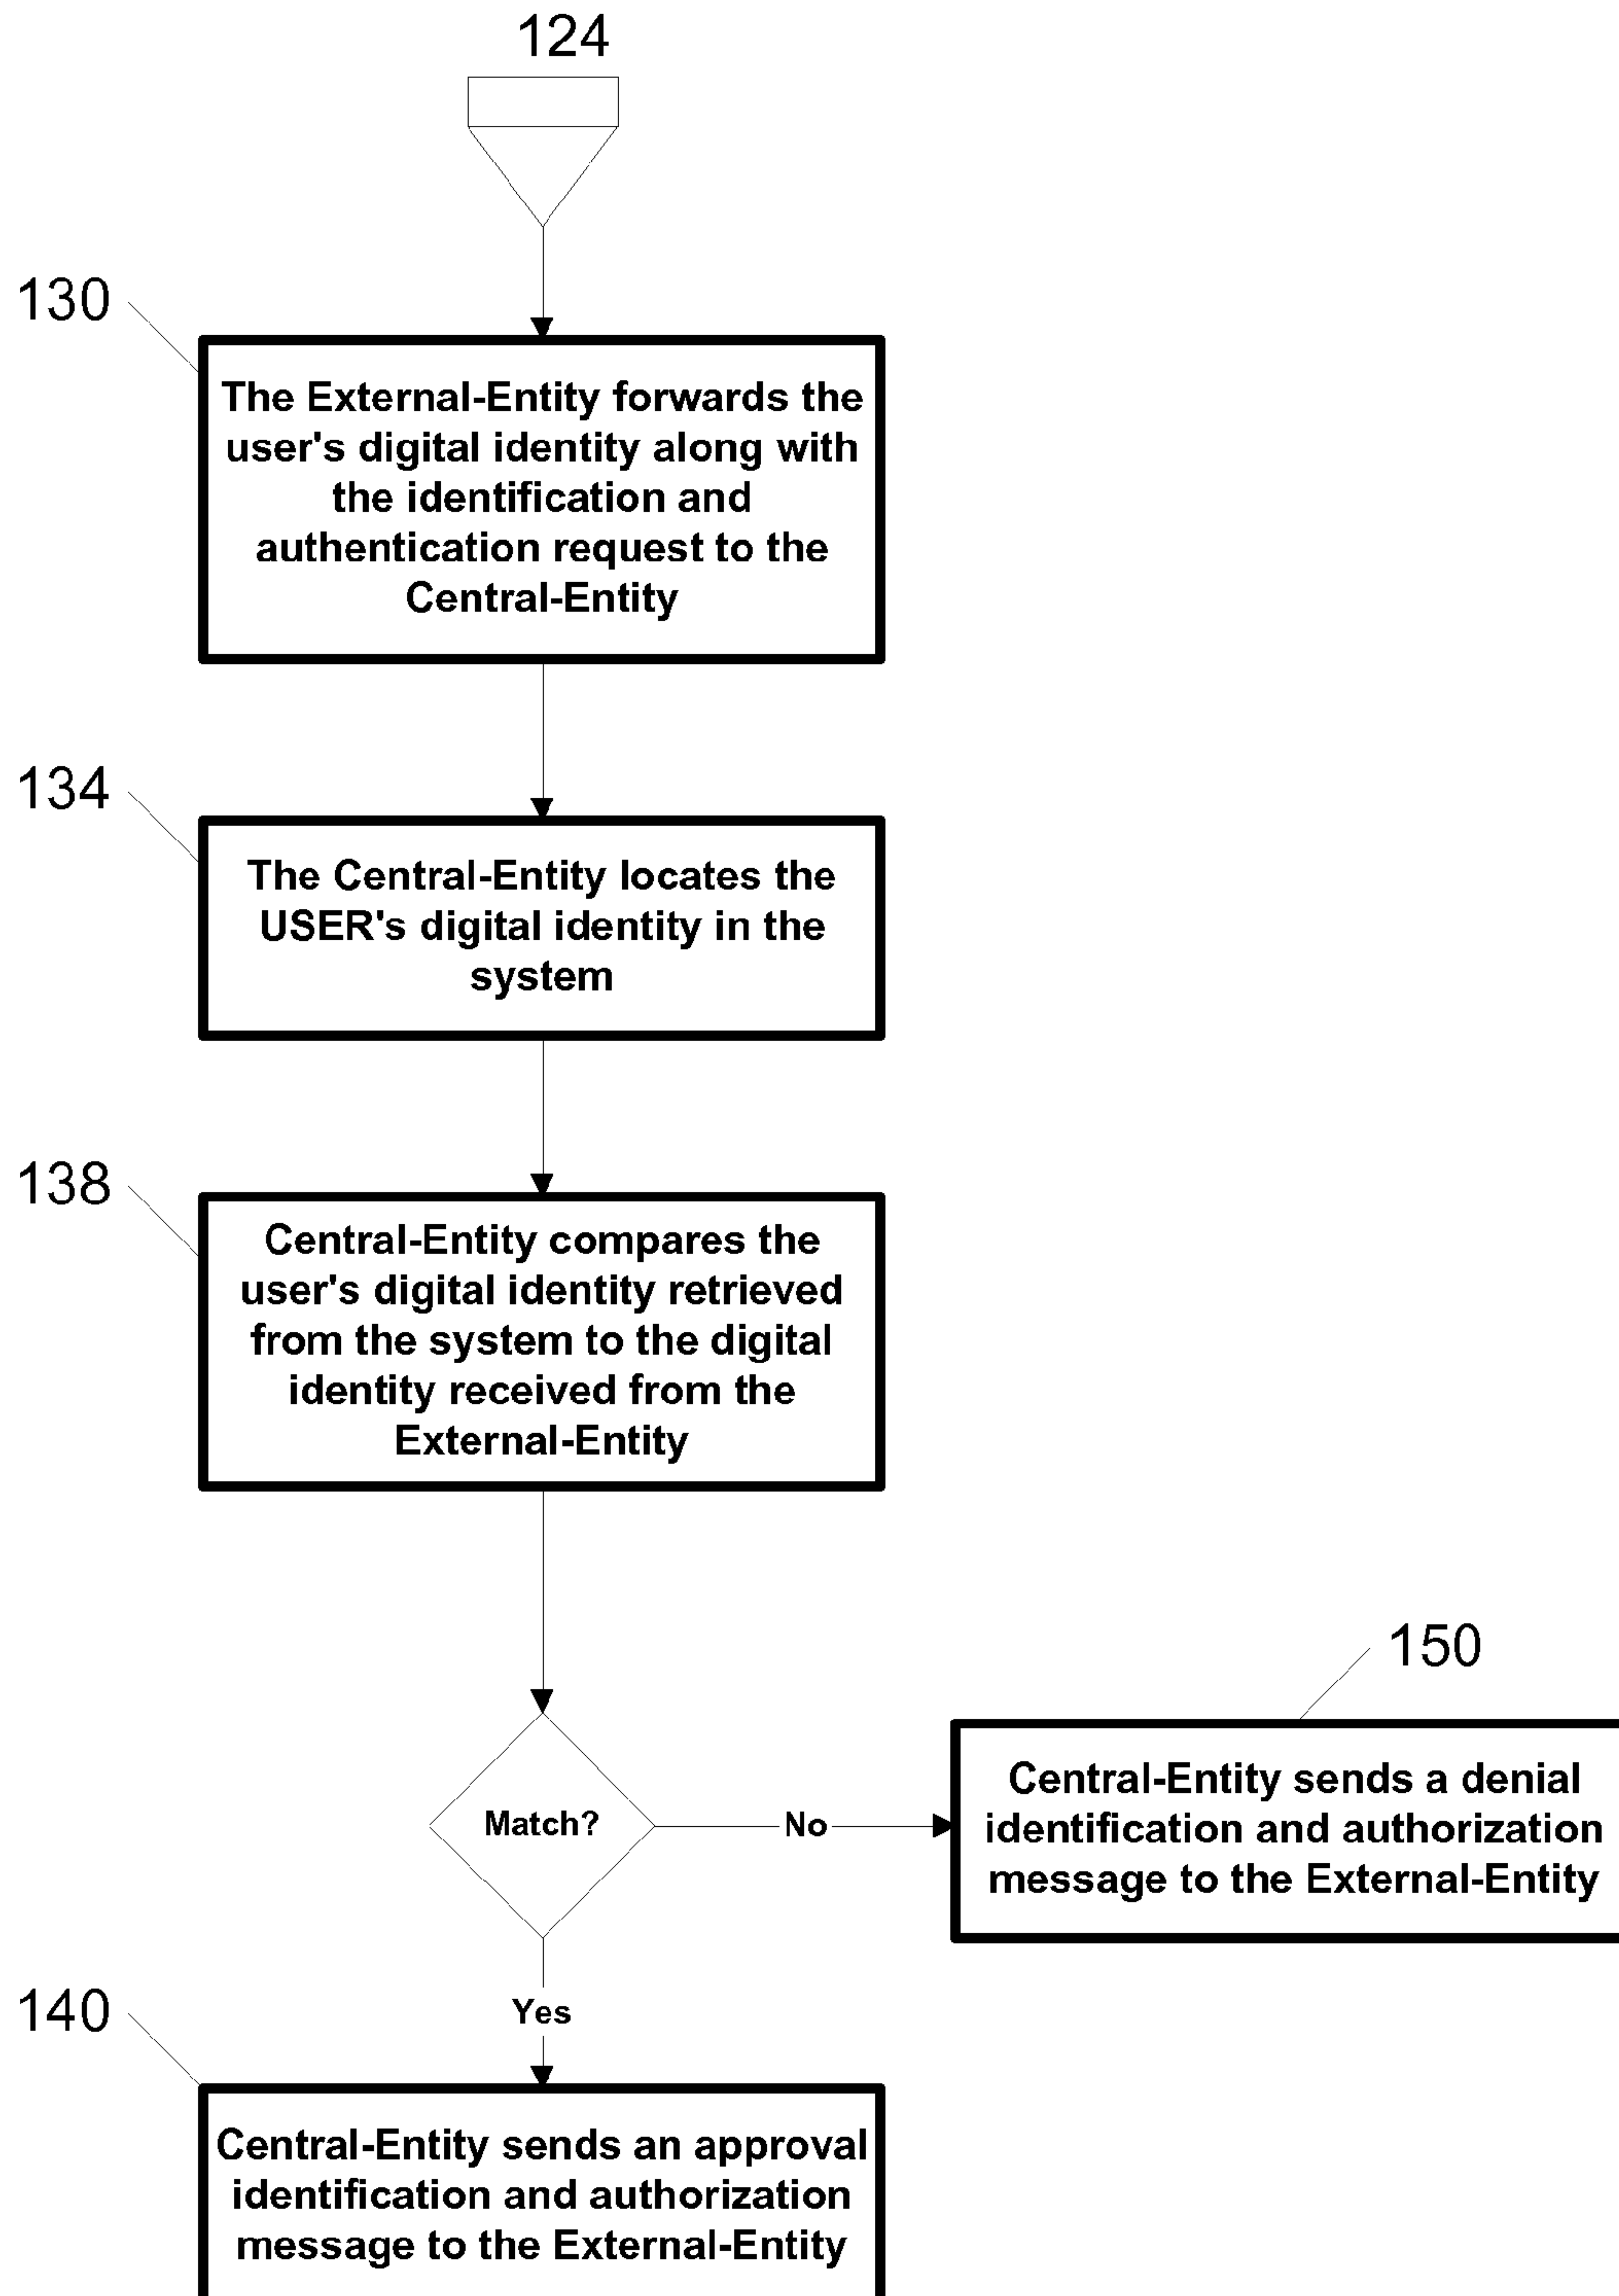 124
130
The External-Entity forwards the
user's digital identity along with
the identification and
authentication request to the
Central-Entity
134
The Central-Entity locates the
USER's digital identity in the
system
138
Central-Entity compares the
user's digital identity retrieved
from the system to the digital
identity received from the
External-Entity
Match?
No
150
Central-Entity sends a denial
identification and authorization
message to the External-Entity
Yes
140
Central-Entity sends an approval
identification and authorization
message to the External-Entity